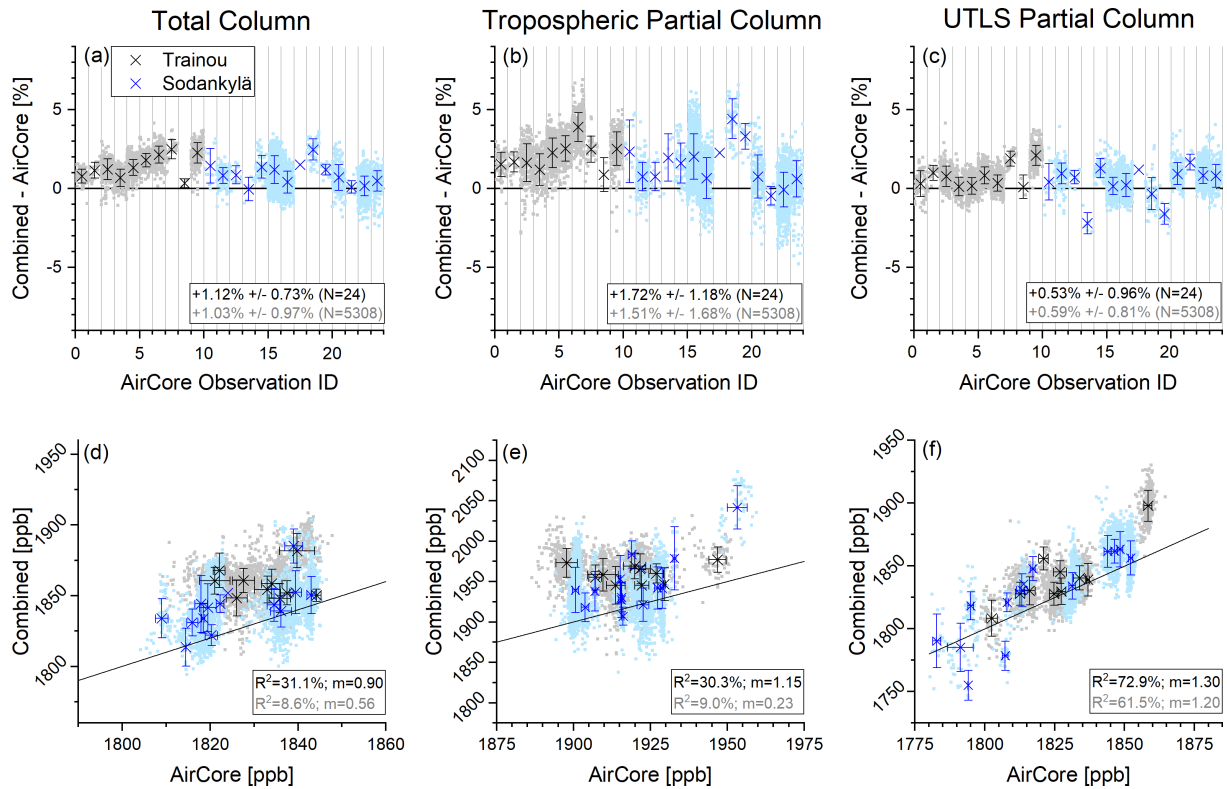 Total Column
Tropospheric Partial Column
UTLS Partial Column
(a)
Trainou
Sodankylä
Combined - AirCore [%]
5
0
-5
+1.12% +/- 0.73% (N=24)
+1.03% +/- 0.97% (N=5308)
0 5 10 15 20
AirCore Observation ID
(b)
Combined - AirCore [%]
5
0
-5
+1.72% +/- 1.18% (N=24)
+1.51% +/- 1.68% (N=5308)
0 5 10 15 20
AirCore Observation ID
(c)
Combined - AirCore [%]
5
0
-5
+0.53% +/- 0.96% (N=24)
+0.59% +/- 0.81% (N=5308)
0 5 10 15 20
AirCore Observation ID
(d)
Combined [ppb]
1950
1900
1850
1800
R²=31.1%; m=0.90
R²=8.6%; m=0.56
1800 1820 1840 1860
AirCore [ppb]
(e)
Combined [ppb]
2100
2050
2000
1950
1900
1850
1800
R²=30.3%; m=1.15
R²=9.0%; m=0.23
1875 1900 1925 1950 1975
AirCore [ppb]
(f)
Combined [ppb]
1950
1900
1850
1800
1750
R²=72.9%; m=1.30
R²=61.5%; m=1.20
1775 1800 1825 1850 1875
AirCore [ppb]